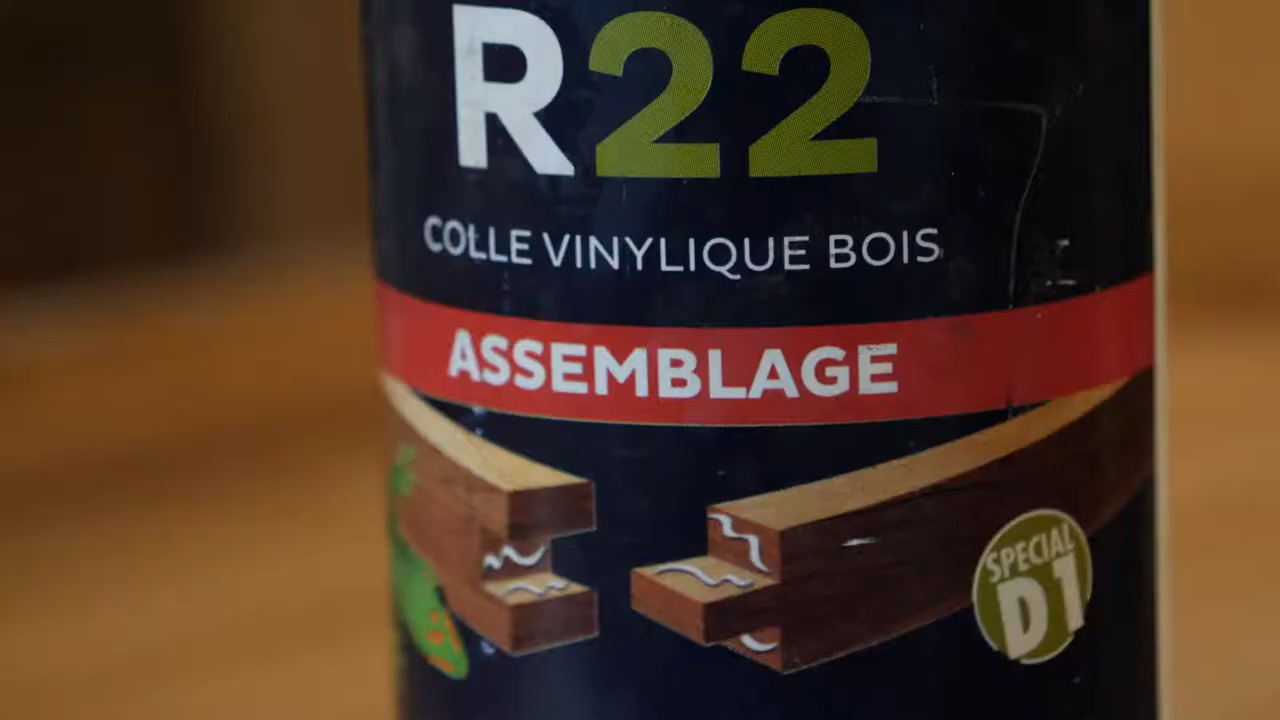 R22
COLLE VINYLIQUE BOIS
ASSEMBLAGE
SPECIAL
D1